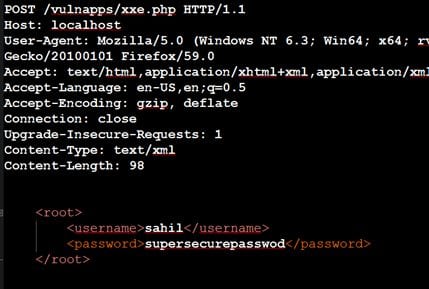 POST /vulnapps/xxe.php HTTP/1.1
Host: localhost
User-Agent: Mozilla/5.0 (Windows NT 6.3; Win64; x64;
Gecko/20100101 Firefox/59.0
Accept: text/html,application/xhtml+xml,application/xml
Accept-Language: en-US,en;q=0.5
Accept-Encoding: gzip, deflate
Connection: close
Upgrade-Insecure-Requests: 1
Content-Type: text/xml
Content-Length: 98
<root>
<username>sahil</username>
<password>supersecurepasswod</password>
</root>